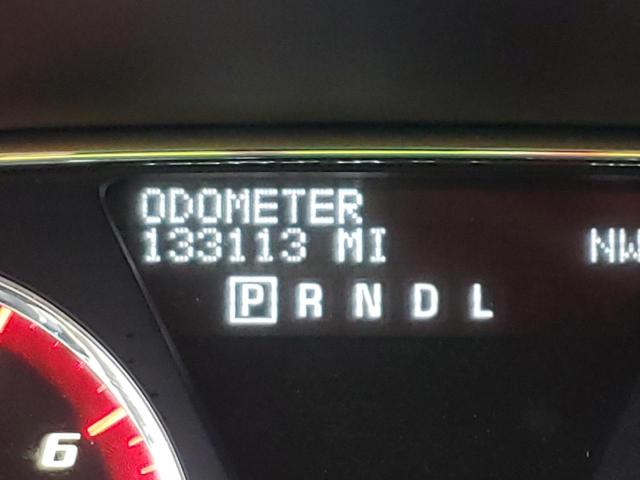 ODOMETER
133113 MI NW
P R N D L
6